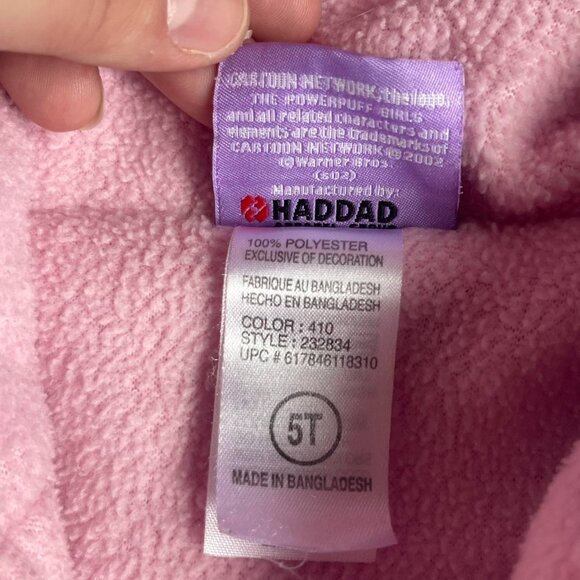 CARTOON NETWORK, the logo,
THE POWERPUFF GIRLS
and all related characters and
elements are the trademarks of
CARTOON NETWORK © 2002
© Warner Bros.
(s02)
Manufactured by:
HADDAD
100% POLYESTER
EXCLUSIVE OF DECORATION
FABRIQUE AU BANGLADESH
HECHO EN BANGLADESH
COLOR : 410
STYLE : 232834
UPC # 617846118310
5T
MADE IN BANGLADESH